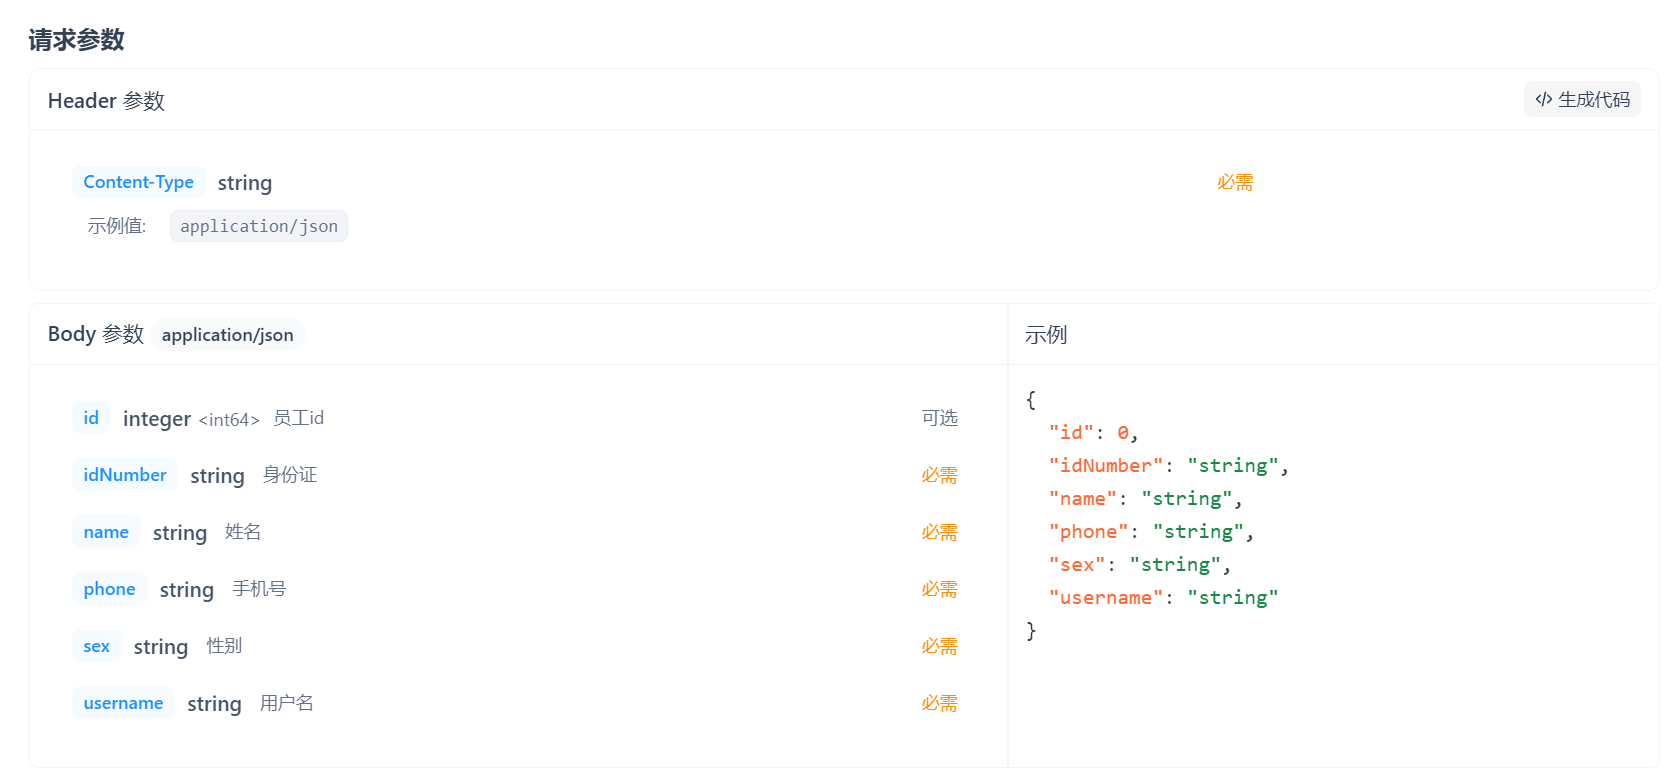 请求参数
Header 参数
生成代码
Content-Type string 必需
示例值: application/json
Body 参数 application/json
id integer <int64> 员工id 可选
idNumber string 身份证 必需
name string 姓名 必需
phone string 手机号 必需
sex string 性别 必需
username string 用户名 必需
示例
{
"id": 0,
"idNumber": "string",
"name": "string",
"phone": "string",
"sex": "string",
"username": "string"
}